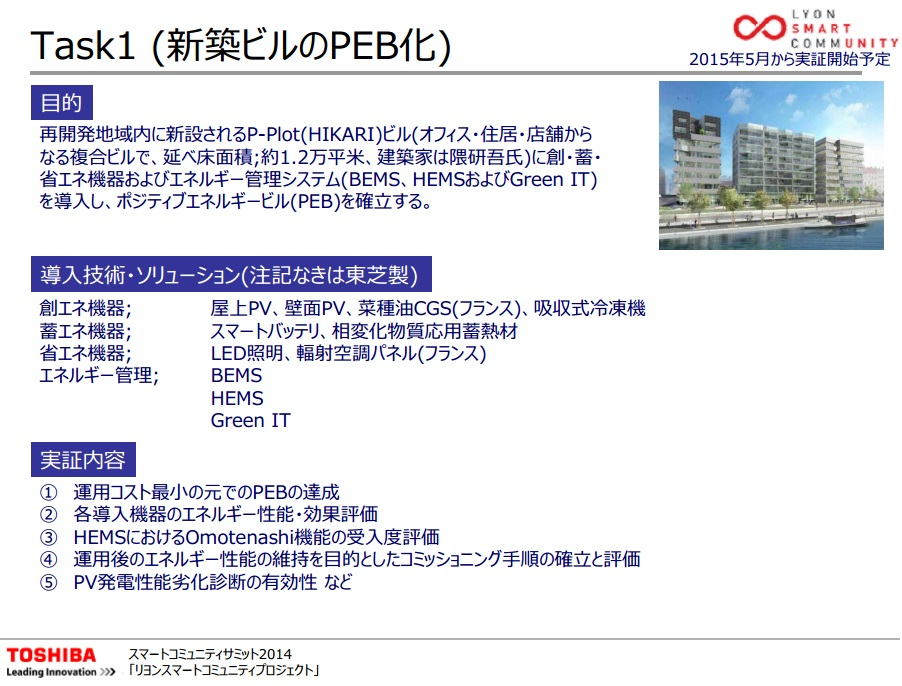 Task1 (新築ビルのPEB化)
LYON
SMART
COMMUNITY
2015年5月から実証開始予定
目的
再開発地域内に新設されるP-Plot(HIKARI)ビル(オフィス・住居・店舗から
なる複合ビルで、延べ床面積;約1.2万平米、建築家は隈研吾氏)に創・蓄・
省エネ機器およびエネルギー管理システム(BEMS、HEMSおよびGreen IT)
を導入し、ポジティブエネルギービル(PEB)を確立する。
導入技術・ソリューション(注記なきは東芝製)
創エネ機器; 屋上PV、壁面PV、菜種油CGS(フランス)、吸収式冷凍機
蓄エネ機器; スマートバッテリ、相変化物質応用蓄熱材
省エネ機器; LED照明、輻射空調パネル(フランス)
エネルギー管理; BEMS
HEMS
Green IT
実証内容
① 運用コスト最小の元でのPEBの達成
② 各導入機器のエネルギー性能・効果評価
③ HEMSにおけるOmotenashi機能の受入度評価
④ 運用後のエネルギー性能の維持を目的としたコミッショニング手順の確立と評価
⑤ PV発電性能劣化診断の有効性 など
TOSHIBA
Leading Innovation >>>
スマートコミュニティサミット2014
「リヨンスマートコミュニティプロジェクト」